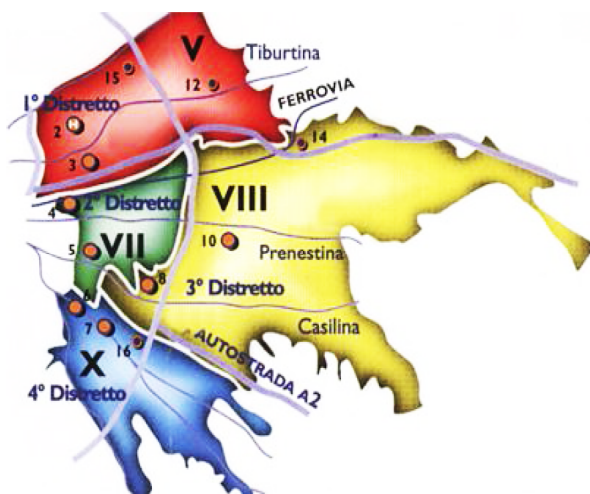 V
Tiburtina
15
12
1° Distretto
FERROVIA
2
H
14
3
2° Distretto
VIII
4
VII
10
5
Prenestina
8
3° Distretto
6
7
Casilina
16
AUTOSTRADA A2
X
4° Distretto